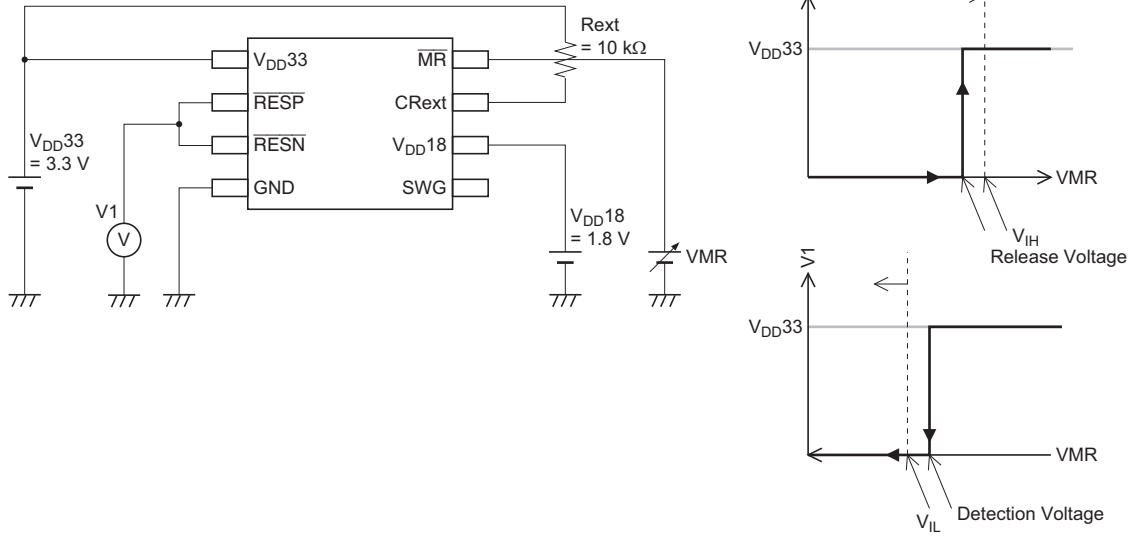 Rext
= 10 kΩ
VDD33
RESP
RESN
GND
MR
CRext
VDD18
SWG
VDD33
= 3.3 V
V1
V
VDD18
= 1.8 V
VMR
VDD33
VMR
VIH
Release Voltage
V1
VDD33
VMR
VIL
Detection Voltage